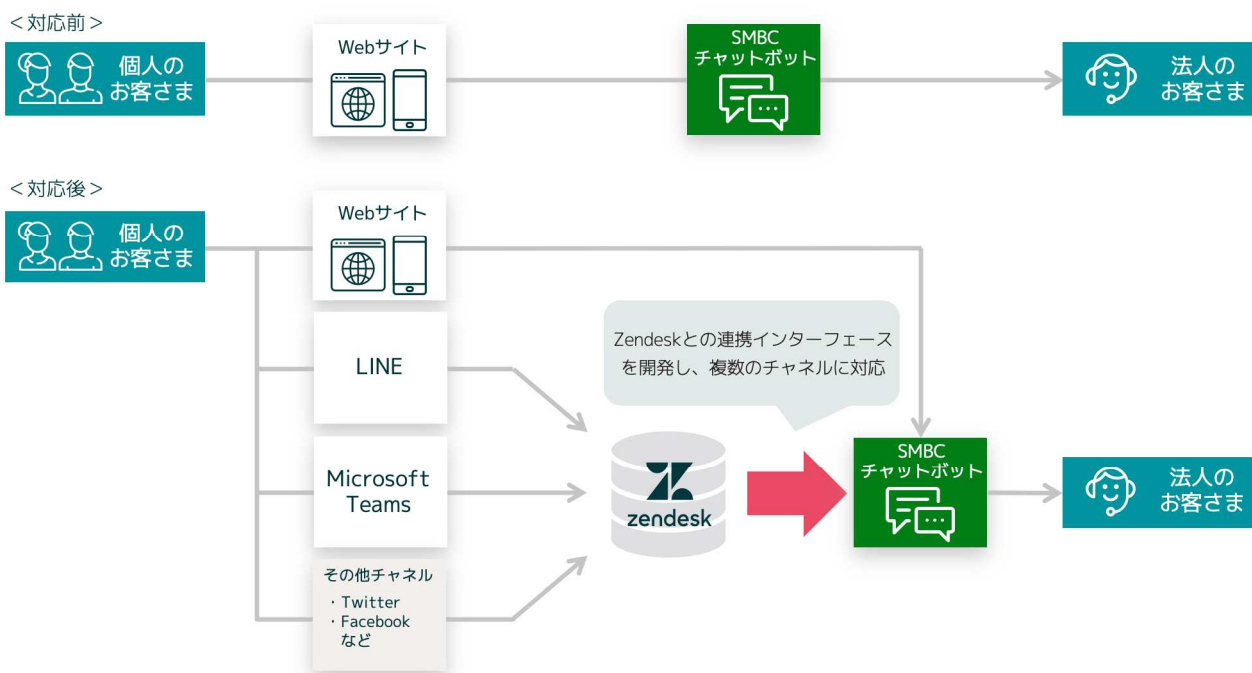 ＜対応前＞
個人の
お客さま
Webサイト
SMBC
チャットボット
法人の
お客さま
＜対応後＞
個人の
お客さま
Webサイト
LINE
Microsoft
Teams
その他チャネル
・Twitter
・Facebook
など
Zendeskとの連携インターフェース
を開発し、複数のチャネルに対応
zendesk
SMBC
チャットボット
法人の
お客さま